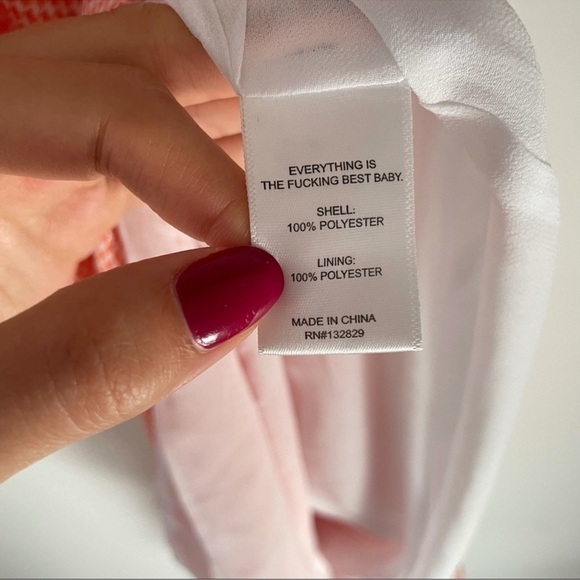 EVERYTHING IS
THE FUCKING BEST BABY.
SHELL:
100% POLYESTER
LINING:
100% POLYESTER
MADE IN CHINA
RN#132829